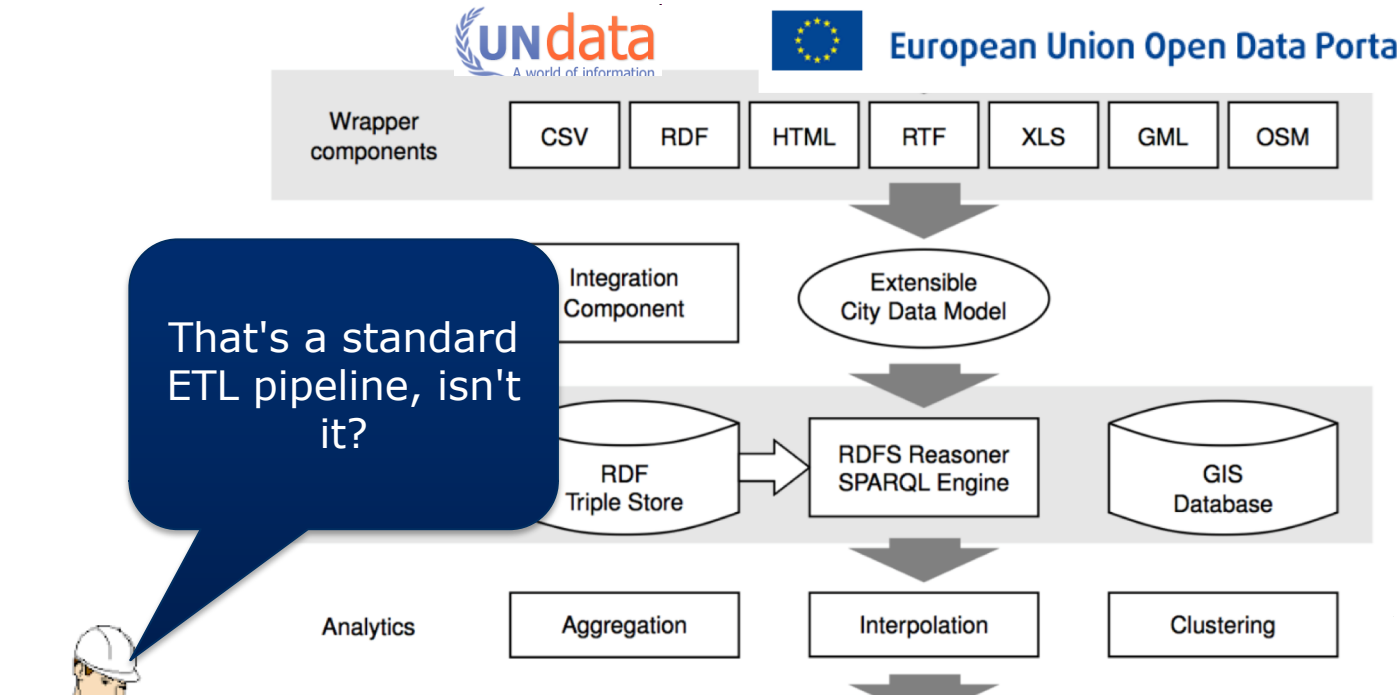 UNdata
A world of information
European Union Open Data Porta
Wrapper
components
CSV
RDF
HTML
RTF
XLS
GML
OSM
Integration
Component
Extensible
City Data Model
That's a standard
ETL pipeline, isn't
it?
RDF
Triple Store
RDFS Reasoner
SPARQL Engine
GIS
Database
Analytics
Aggregation
Interpolation
Clustering